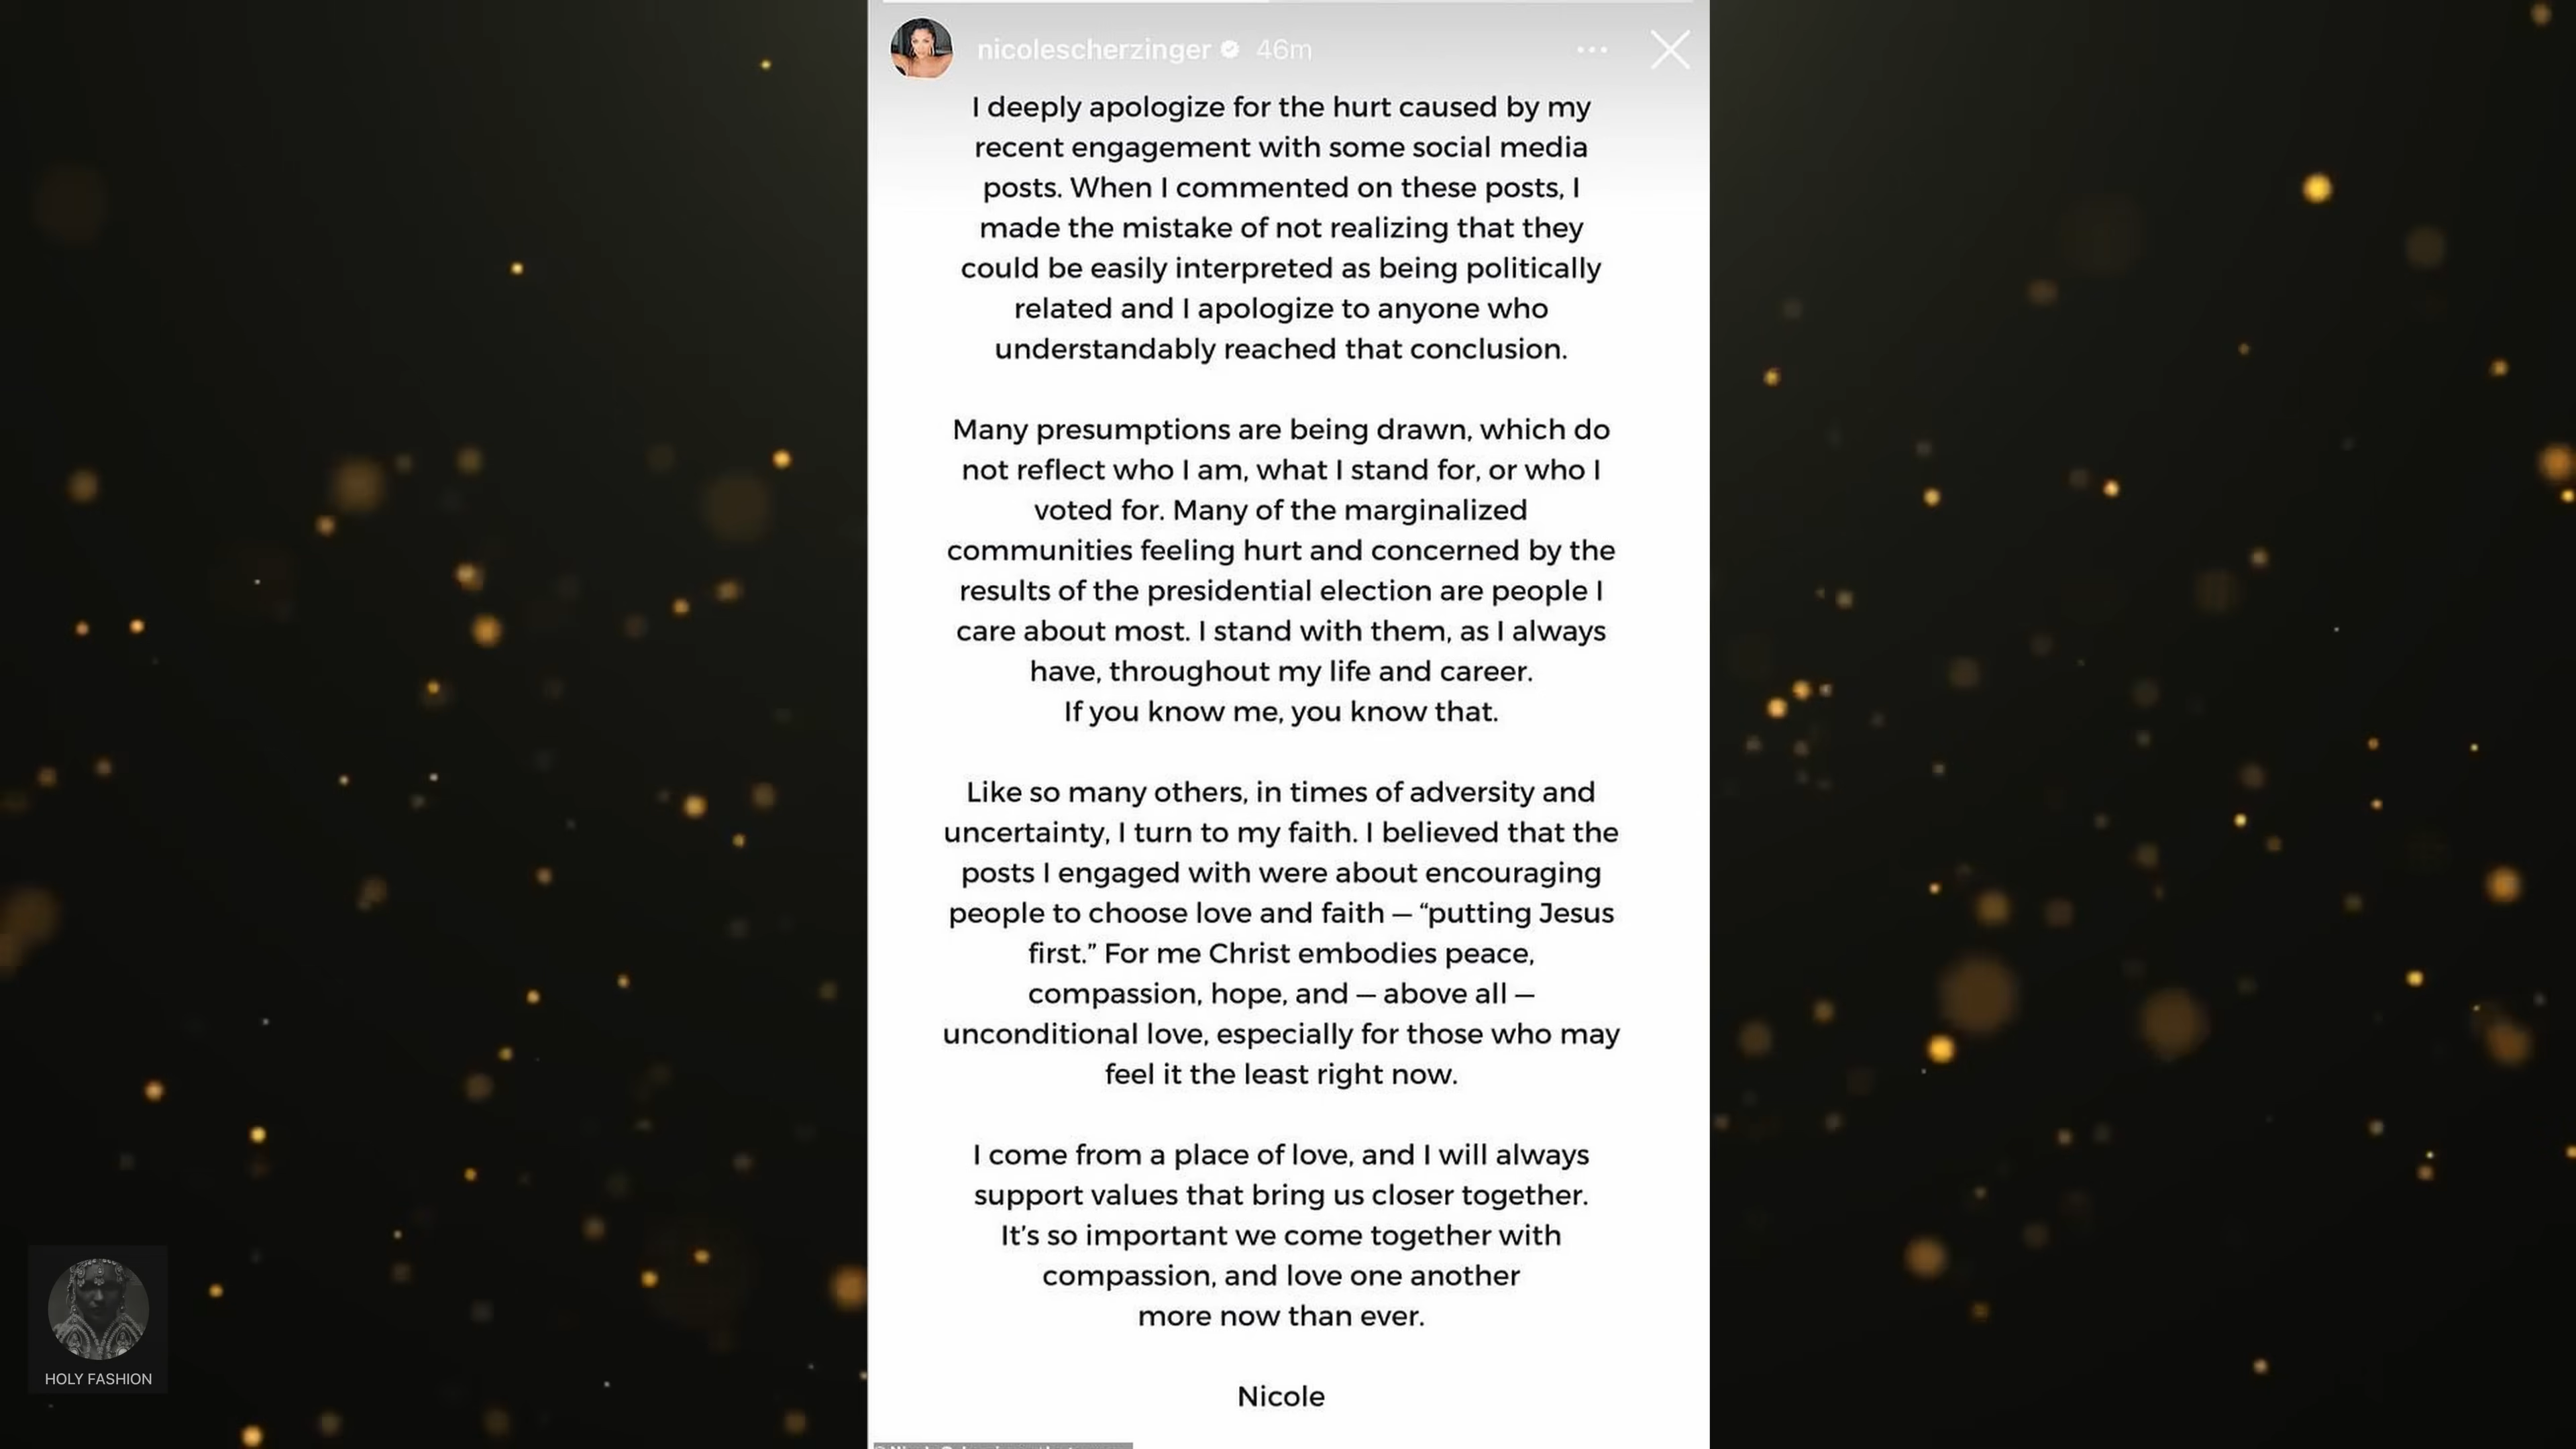 nicolescherzinger 46m
I deeply apologize for the hurt caused by my
recent engagement with some social media
posts. When I commented on these posts, I
made the mistake of not realizing that they
could be easily interpreted as being politically
related and I apologize to anyone who
understandably reached that conclusion.
Many presumptions are being drawn, which do
not reflect who I am, what I stand for, or who I
voted for. Many of the marginalized
communities feeling hurt and concerned by the
results of the presidential election are people I
care about most. I stand with them, as I always
have, throughout my life and career.
If you know me, you know that.
Like so many others, in times of adversity and
uncertainty, I turn to my faith. I believed that the
posts I engaged with were about encouraging
people to choose love and faith — “putting Jesus
first.” For me Christ embodies peace,
compassion, hope, and — above all —
unconditional love, especially for those who may
feel it the least right now.
I come from a place of love, and I will always
support values that bring us closer together.
It’s so important we come together with
compassion, and love one another
more now than ever.
Nicole
HOLY FASHION